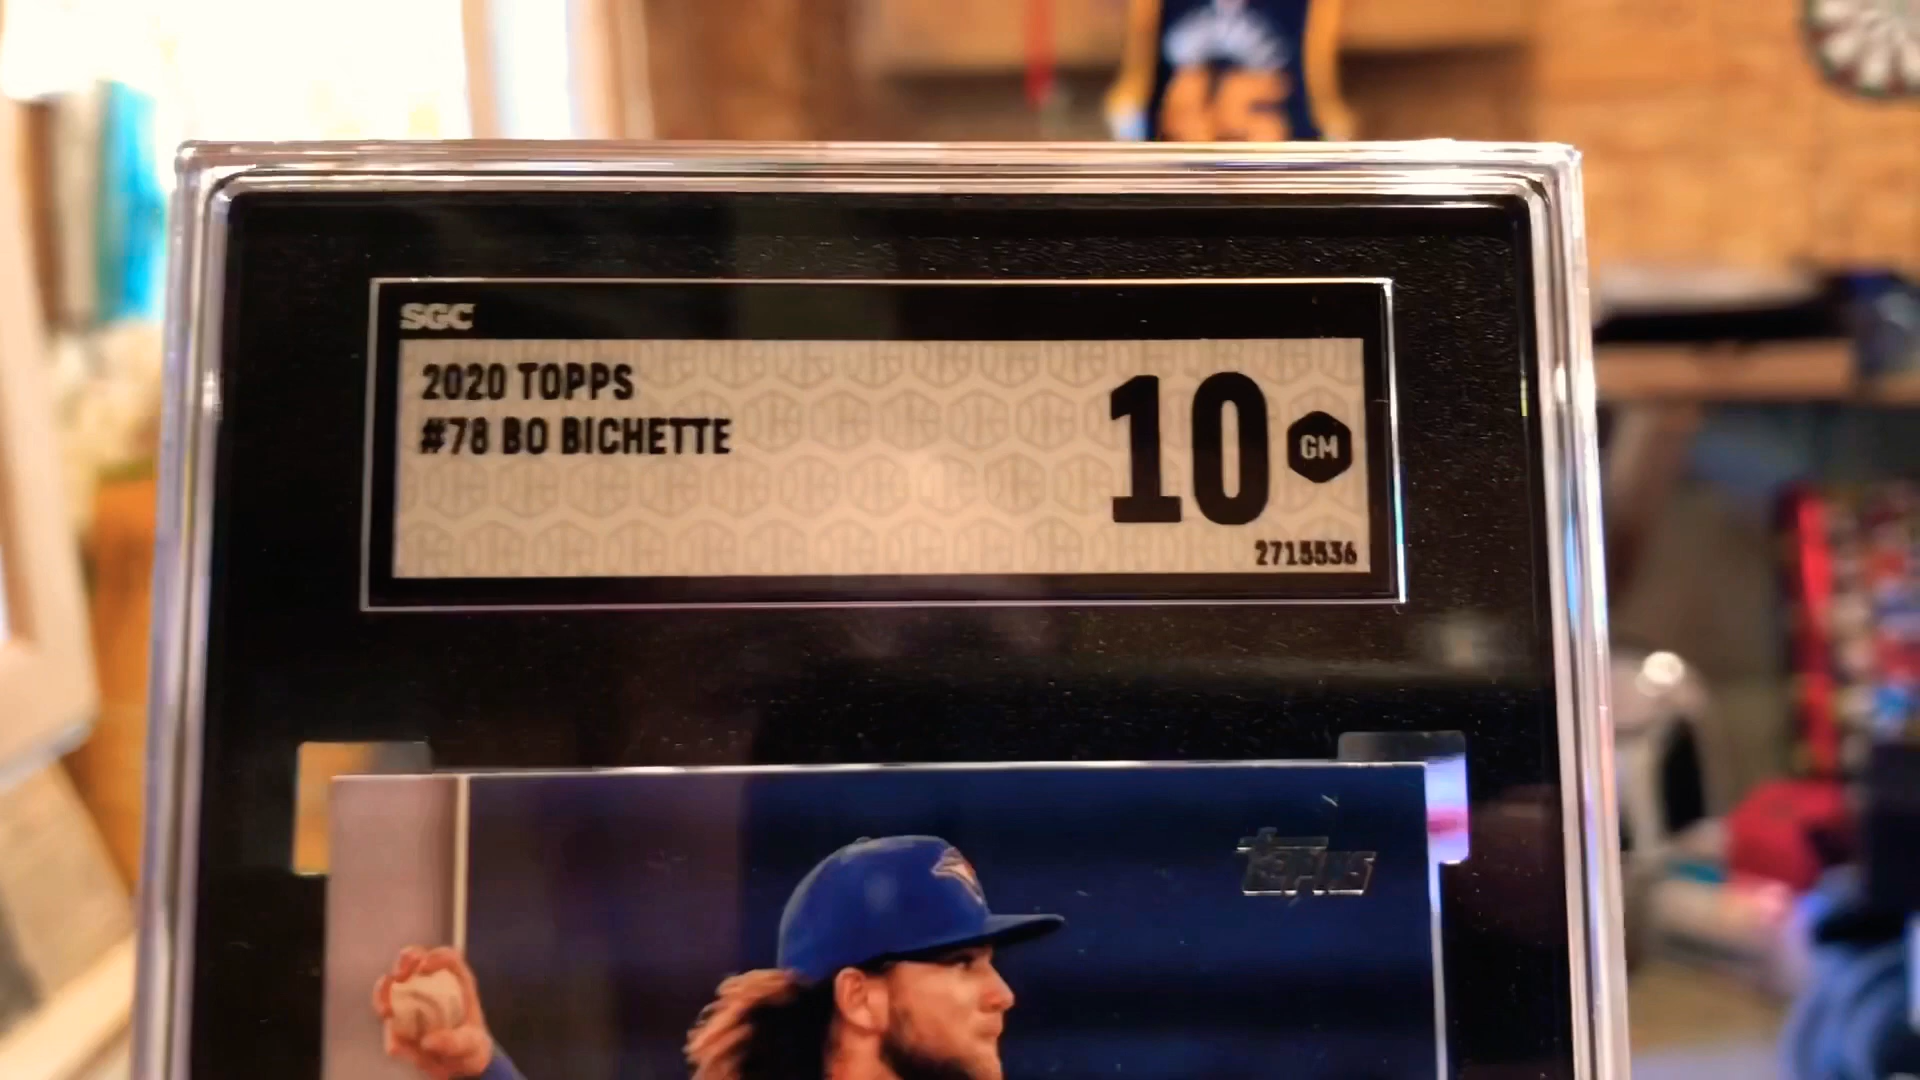 SGC
2020 TOPPS
#78 BO BICHETTE
10
GM
2715536
TOPPS